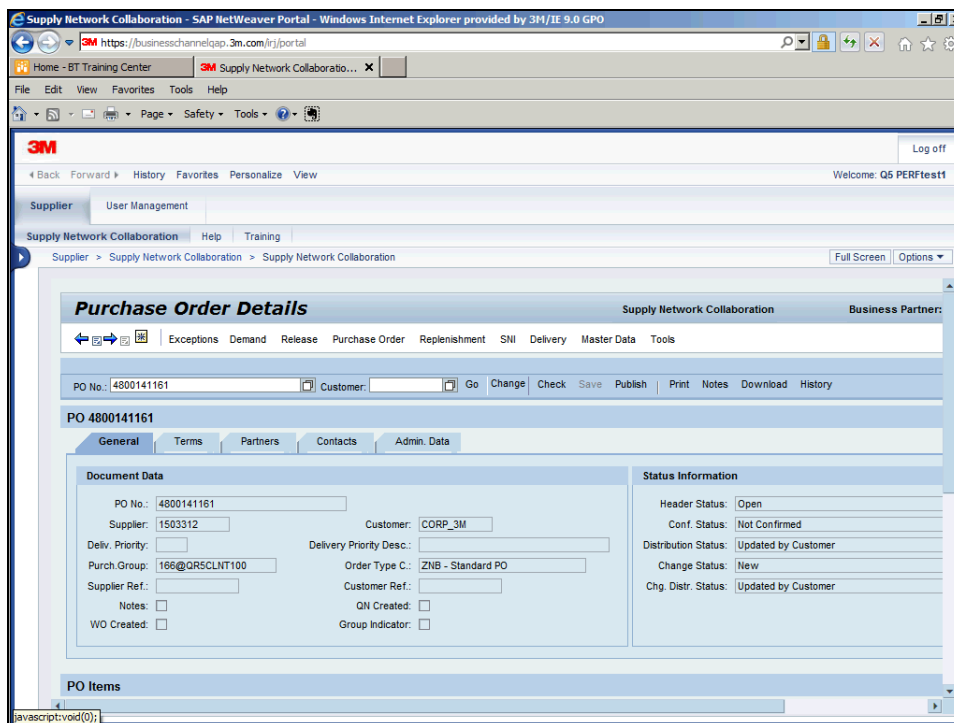 Supply Network Collaboration - SAP NetWeaver Portal - Windows Internet Explorer provided by 3M/IE 9.0 GPO
3M https://businesschannelqap.3m.com/irj/portal
Home - BT Training Center 3M Supply Network Collaboratio... X
File Edit View Favorites Tools Help
Page Safety Tools
3M Log off
Back Forward History Favorites Personalize View Welcome: Q5 PERFtest1
Supplier User Management
Supply Network Collaboration Help Training
Supplier > Supply Network Collaboration > Supply Network Collaboration Full Screen Options
Purchase Order Details Supply Network Collaboration Business Partner:
Exceptions Demand Release Purchase Order Replenishment SNI Delivery Master Data Tools
PO No.: 4800141161 Customer: Go Change Check Save Publish Print Notes Download History
PO 4800141161
General Terms Partners Contacts Admin. Data
Document Data Status Information
PO No.: 4800141161 Header Status: Open
Supplier: 1503312 Customer: CORP_3M Conf. Status: Not Confirmed
Deliv. Priority: Delivery Priority Desc.: Distribution Status: Updated by Customer
Purch.Group: 166@QR5CLNT100 Order Type C.: ZNB - Standard PO Change Status: New
Supplier Ref.: Customer Ref.: Chg. Distr. Status: Updated by Customer
Notes: QN Created:
WO Created: Group Indicator:
PO Items
javascript:void(0);